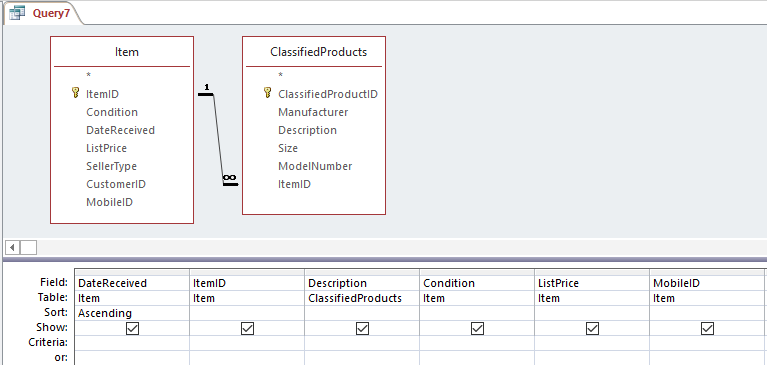 Query7
Item
*
ItemID
Condition
DateReceived
ListPrice
SellerType
CustomerID
MobileID
1
∞
ClassifiedProducts
*
ClassifiedProductID
Manufacturer
Description
Size
ModelNumber
ItemID
Field: DateReceived ItemID Description Condition ListPrice MobileID
Table: Item Item ClassifiedProducts Item Item Item
Sort: Ascending
Show:
Criteria:
or: